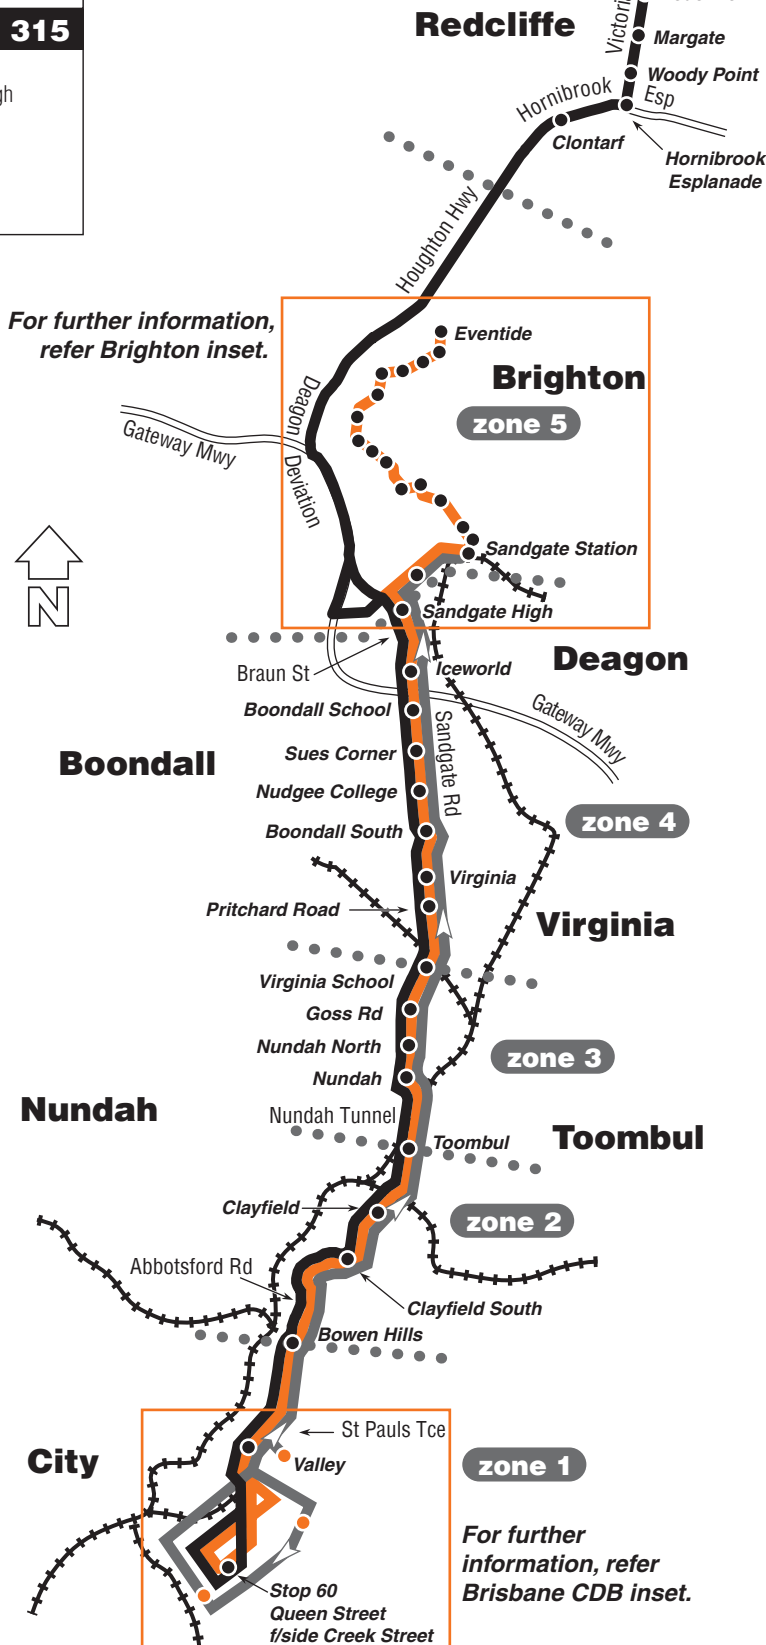 315
Redcliffe
Margate
Woody Point
Hornibrook
Esp
Clontarf
Hornibrook
Esplanade
Houghton Hwy
For further information,
refer Brighton inset.
Eventide
Brighton
zone 5
Deagon
Deviation
Gateway Mwy
Sandgate Station
N
Sandgate High
Deagon
Braun St
Iceworld
Boondall School
Gateway Mwy
Sandgate Rd
Sues Corner
Boondall
Nudgee College
zone 4
Boondall South
Virginia
Pritchard Road
Virginia
Virginia School
Goss Rd
Nundah North
zone 3
Nundah
Nundah
Nundah Tunnel
Toombul
Toombul
Clayfield
zone 2
Abbotsford Rd
Clayfield South
Bowen Hills
St Pauls Tce
City
Valley
zone 1
For further
information, refer
Brisbane CDB inset.
Stop 60
Queen Street
f/side Creek Street